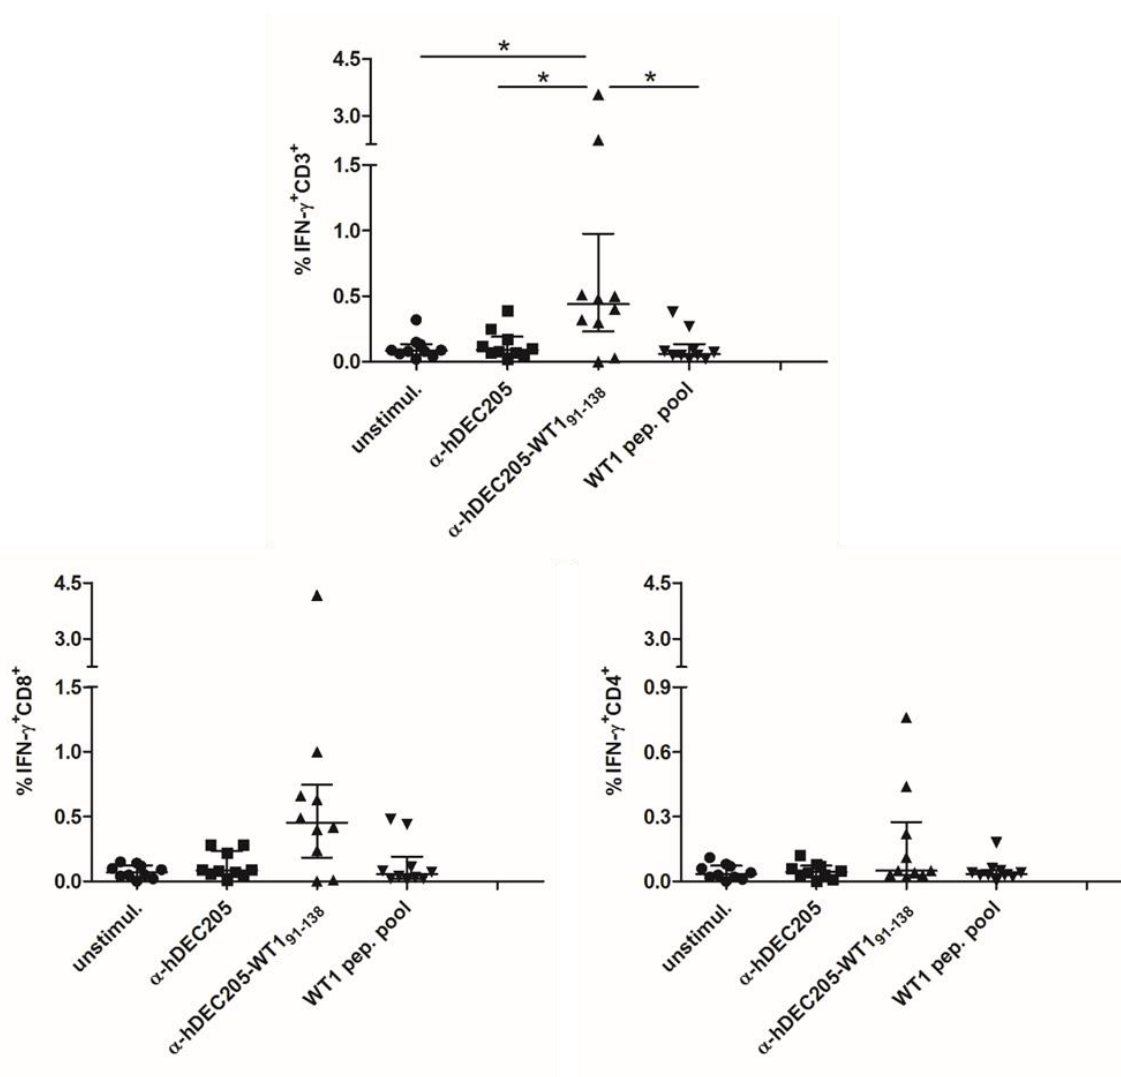 *
* *
4.5
3.0
1.5
1.0
0.5
0.0
% IFN-γ⁺CD3⁺
unstimul.
α-hDEC205
α-hDEC205-WT1₉₁₋₁₃₈
WT1 pep. pool
4.5
3.0
1.5
1.0
0.5
0.0
% IFN-γ⁺CD8⁺
unstimul.
α-hDEC205
α-hDEC205-WT1₉₁₋₁₃₈
WT1 pep. pool
4.5
3.0
0.9
0.6
0.3
0.0
% IFN-γ⁺CD4⁺
unstimul.
α-hDEC205
α-hDEC205-WT1₉₁₋₁₃₈
WT1 pep. pool